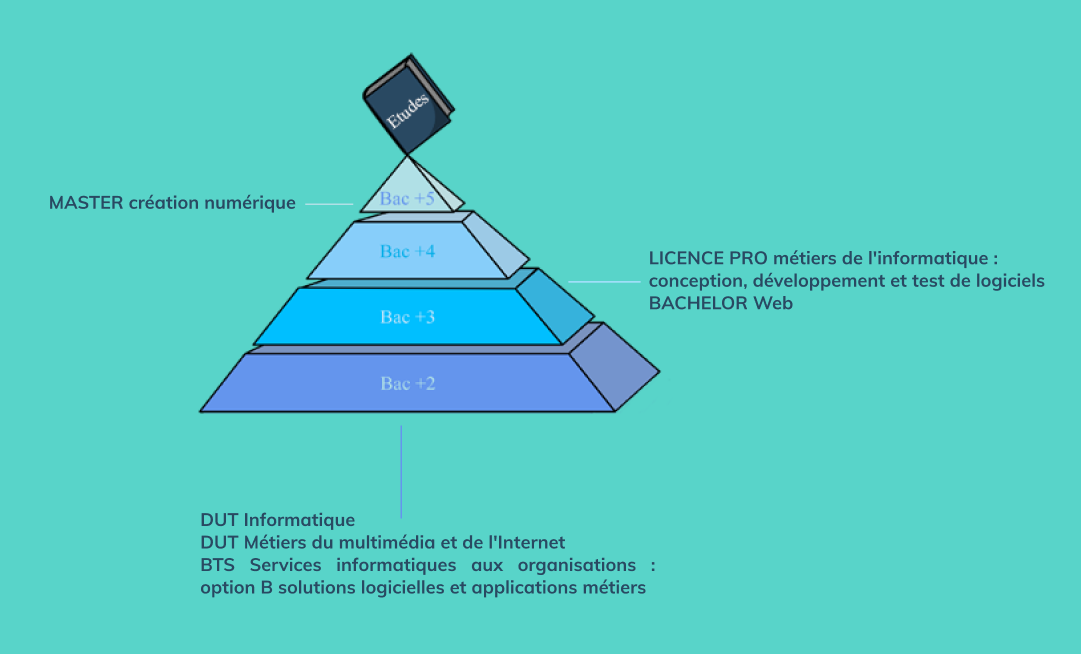 Etudes
MASTER création numérique
Bac +5
Bac +4
LICENCE PRO métiers de l'informatique :
conception, développement et test de logiciels
BACHELOR Web
Bac +3
Bac +2
DUT Informatique
DUT Métiers du multimédia et de l'Internet
BTS Services informatiques aux organisations :
option B solutions logicielles et applications métiers